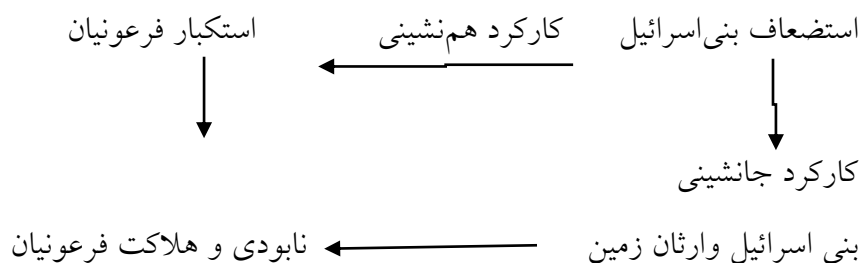 استضعاف بنی‌اسرائیل کارکرد هم‌نشینی استکبار فرعونیان
کارکرد جانشینی
بنی اسرائیل وارثان زمین نابودی و هلاکت فرعونیان